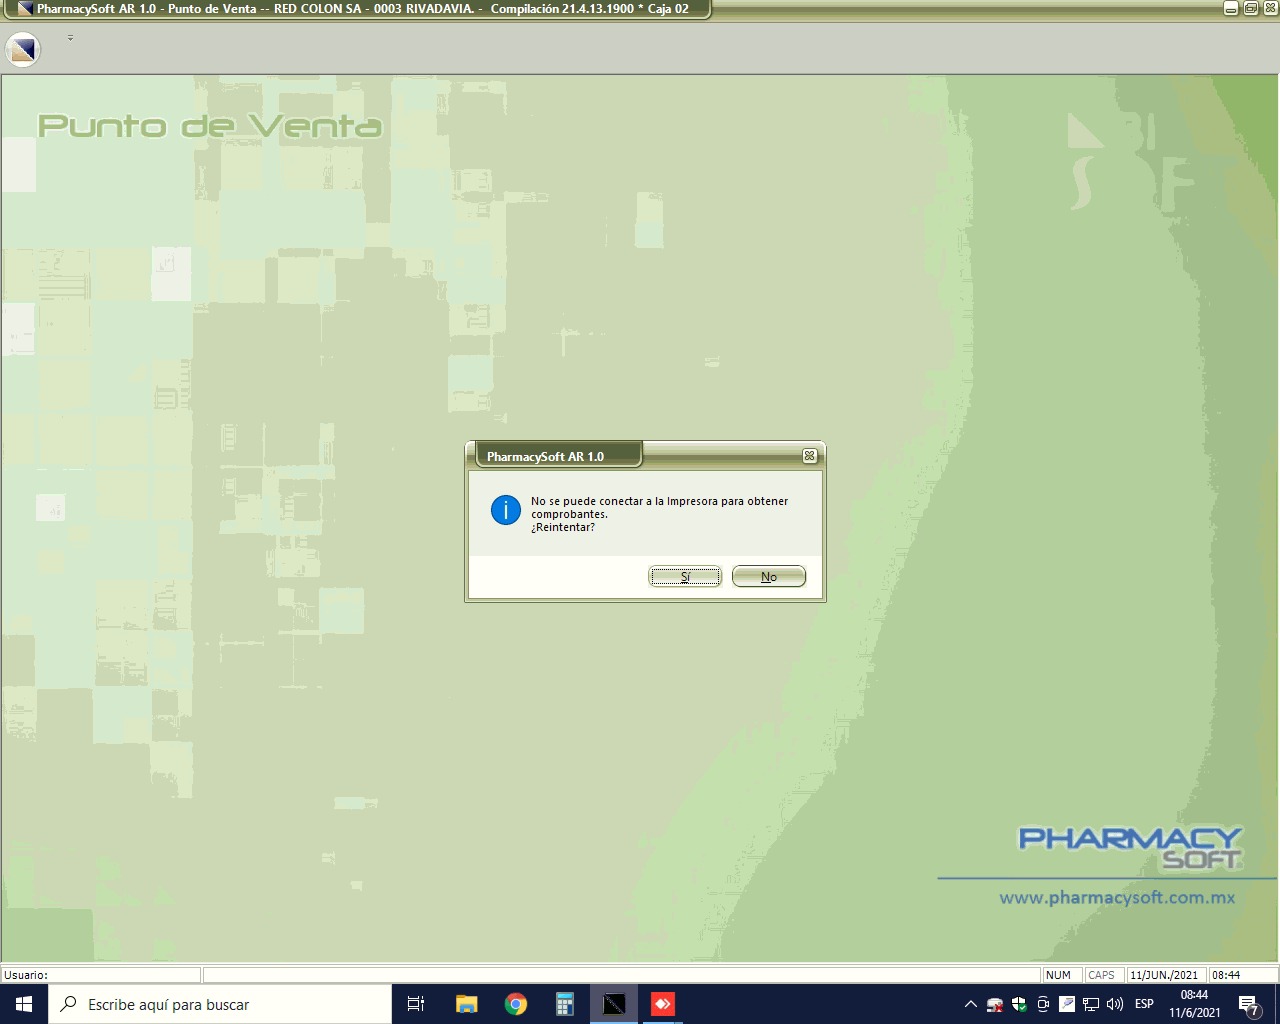 PharmacySoft AR 1.0 - Punto de Venta -- RED COLON SA - 0003 RIVADAVIA. - Compilación 21.4.13.1900 * Caja 02
Punto de Venta
PharmacySoft AR 1.0
No se puede conectar a la Impresora para obtener
comprobantes.
¿Reintentar?
Sí No
PHARMACY
SOFT
www.pharmacysoft.com.mx
Usuario: NUM CAPS 11/JUN./2021 08:44
Escribe aquí para buscar
ESP
08:44
11/6/2021
7